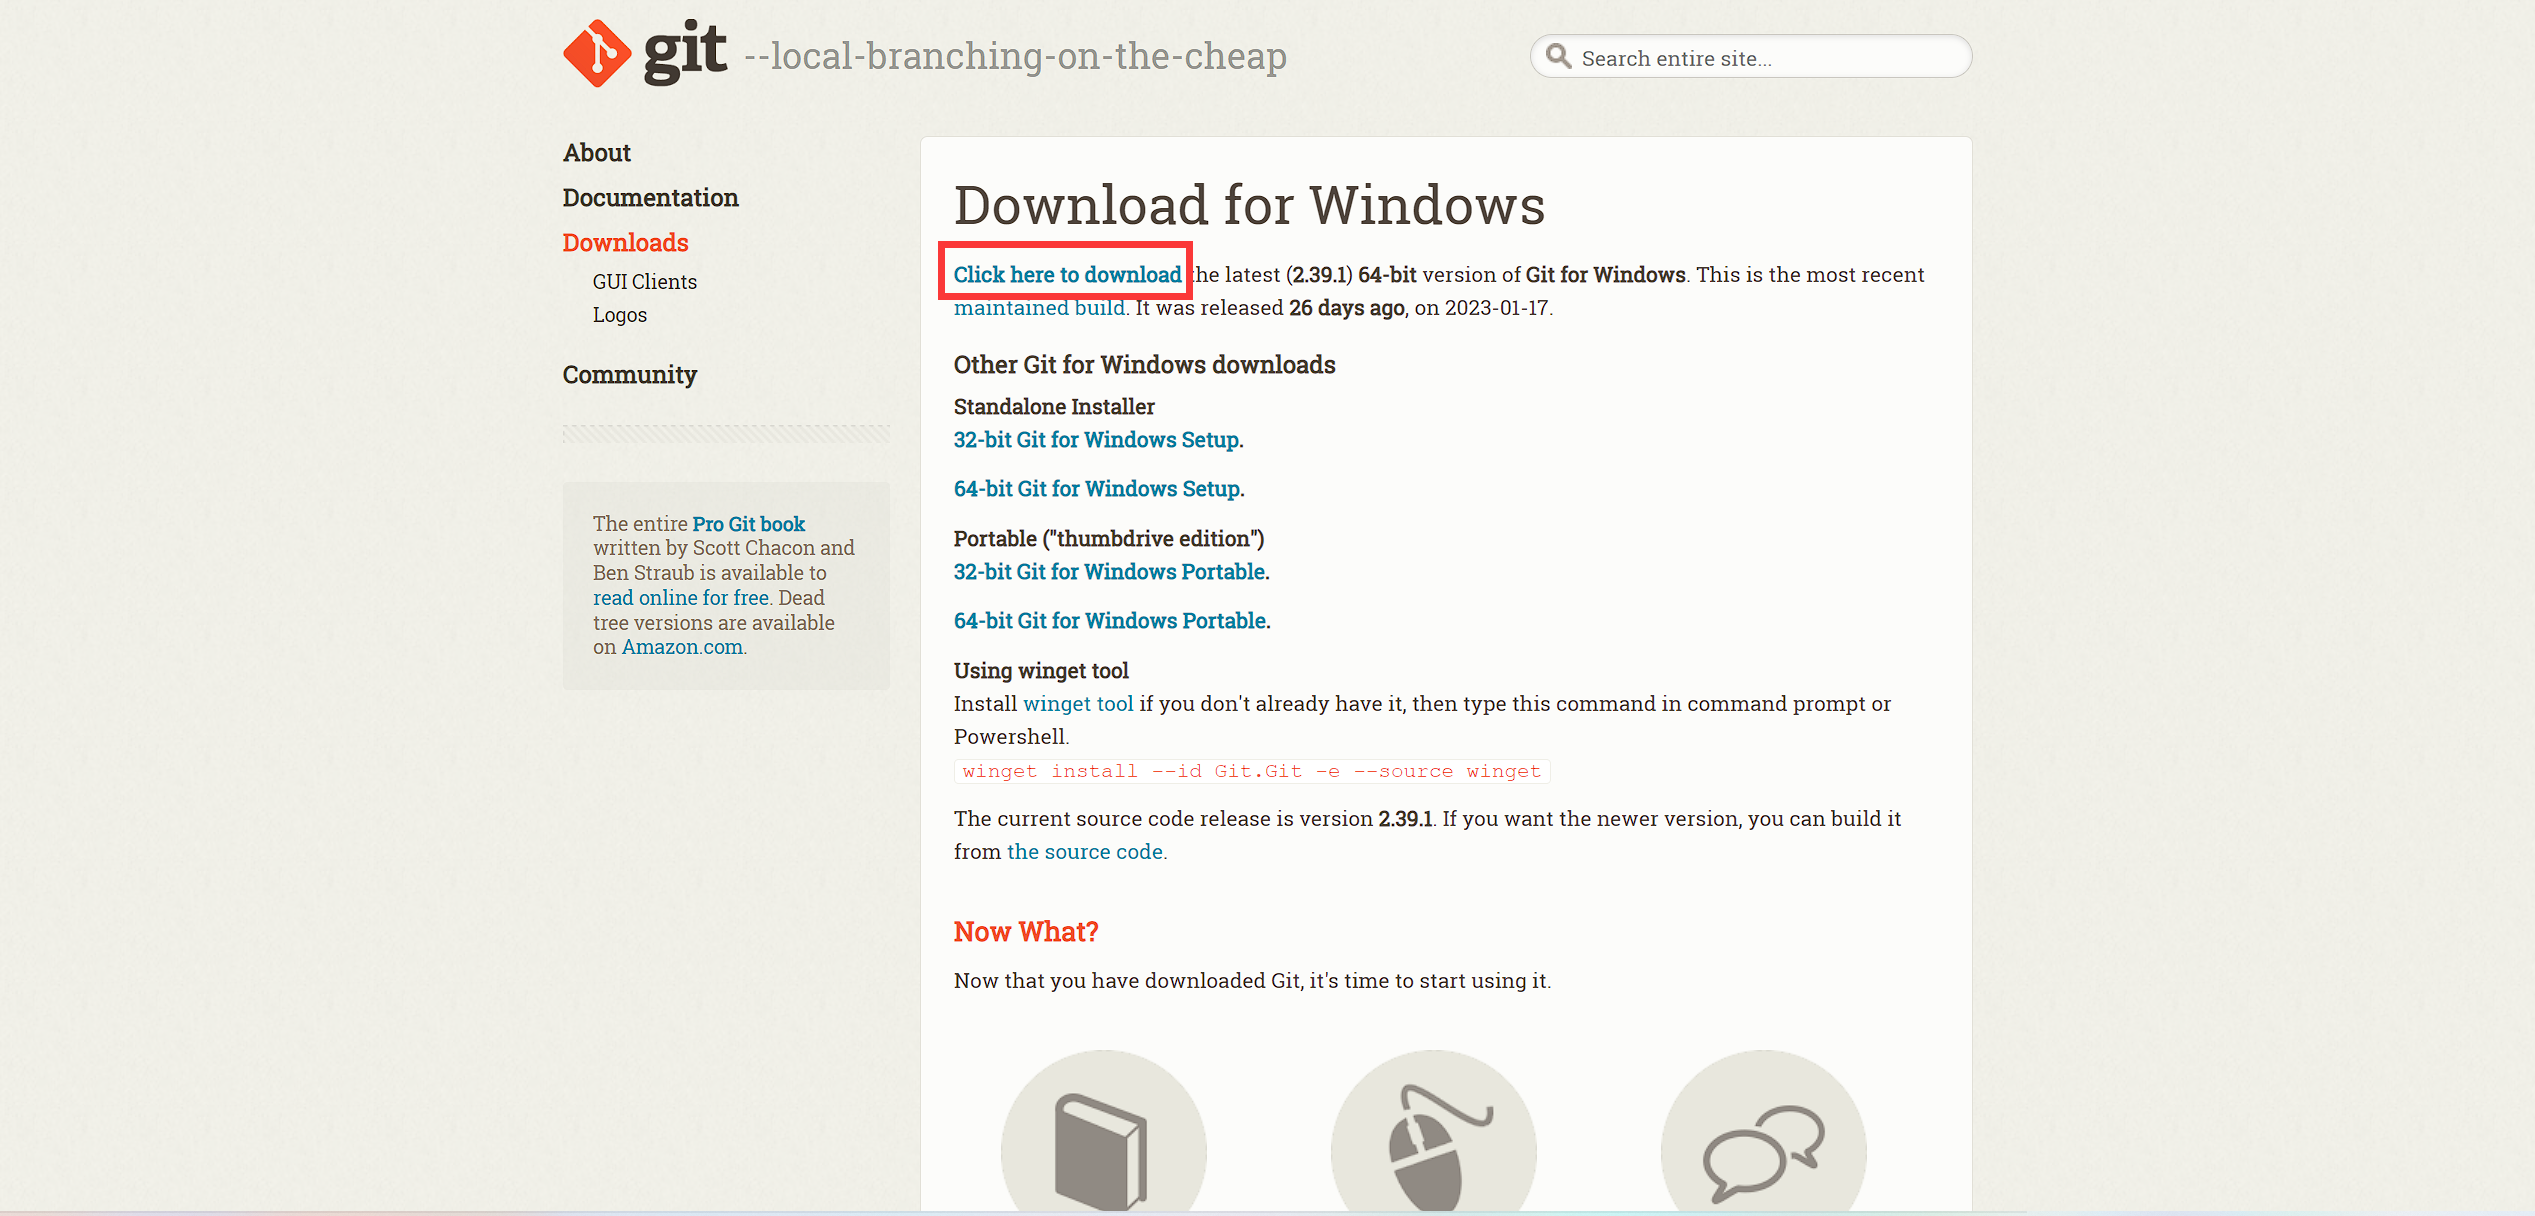 git --local-branching-on-the-cheap
Search entire site...
About
Documentation
Downloads
GUI Clients
Logos
Community
The entire Pro Git book
written by Scott Chacon and
Ben Straub is available to
read online for free. Dead
tree versions are available
on Amazon.com.
Download for Windows
Click here to download the latest (2.39.1) 64-bit version of Git for Windows. This is the most recent
maintained build. It was released 26 days ago, on 2023-01-17.
Other Git for Windows downloads
Standalone Installer
32-bit Git for Windows Setup.
64-bit Git for Windows Setup.
Portable ("thumbdrive edition")
32-bit Git for Windows Portable.
64-bit Git for Windows Portable.
Using winget tool
Install winget tool if you don't already have it, then type this command in command prompt or
Powershell.
winget install --id Git.Git -e --source winget
The current source code release is version 2.39.1. If you want the newer version, you can build it
from the source code.
Now What?
Now that you have downloaded Git, it's time to start using it.